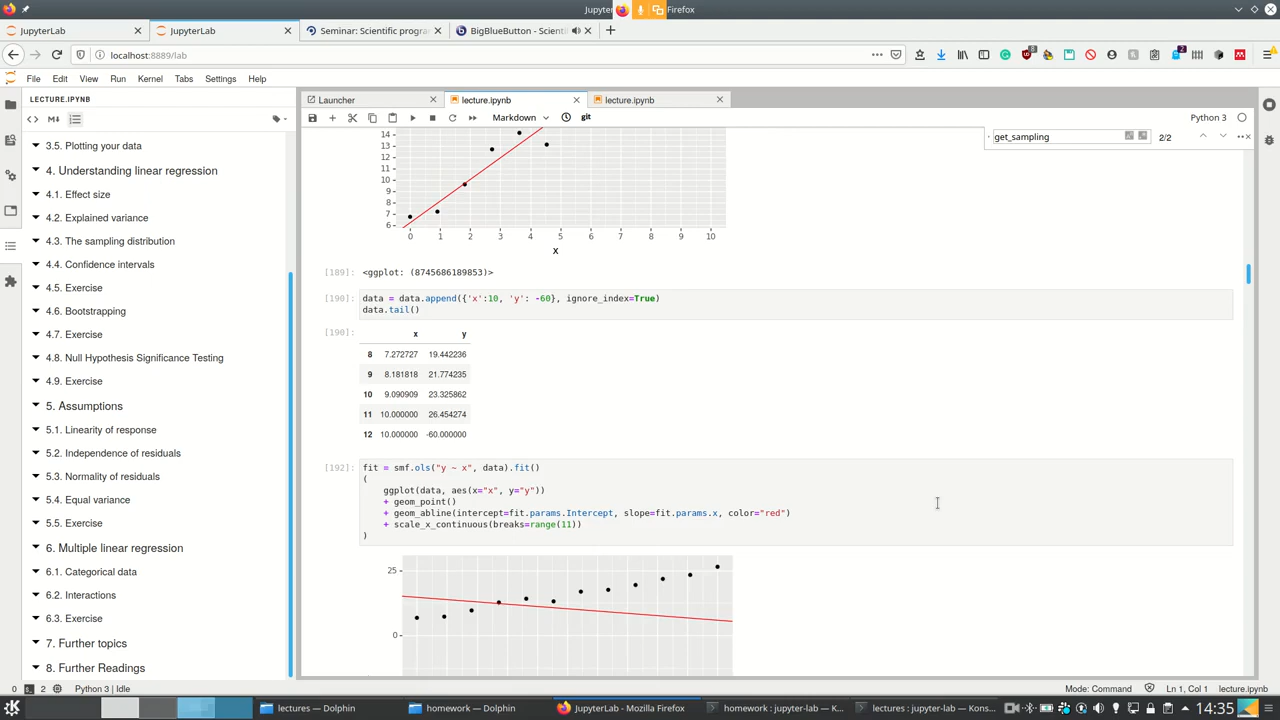 JupyterLab - Mozilla Firefox
JupyterLab
JupyterLab
Seminar: Scientific program
BigBlueButton - Scienti
localhost:8889/lab
File Edit View Run Kernel Tabs Settings Help
LECTURE.IPYNB
Launcher
lecture.ipynb
lecture.ipynb
Markdown
git
Python 3
get_sampling
2/2
3.5. Plotting your data
4. Understanding linear regression
4.1. Effect size
4.2. Explained variance
4.3. The sampling distribution
4.4. Confidence intervals
4.5. Exercise
4.6. Bootstrapping
4.7. Exercise
4.8. Null Hypothesis Significance Testing
4.9. Exercise
5. Assumptions
5.1. Linearity of response
5.2. Independence of residuals
5.3. Normality of residuals
5.4. Equal variance
5.5. Exercise
6. Multiple linear regression
6.1. Categorical data
6.2. Interactions
6.3. Exercise
7. Further topics
8. Further Readings
14
13
12
11
10
9
8
7
6
0 1 2 3 4 5 6 7 8 9 10
x
[189]: <ggplot: (8745686189853)>
[190]: data = data.append({'x':10, 'y': -60}, ignore_index=True)
data.tail()
[190]:
x y
8 7.272727 19.442236
9 8.181818 21.774235
10 9.090909 23.325862
11 10.000000 26.454274
12 10.000000 -60.000000
[192]: fit = smf.ols("y ~ x", data).fit()
(
ggplot(data, aes(x="x", y="y"))
+ geom_point()
+ geom_abline(intercept=fit.params.Intercept, slope=fit.params.x, color="red")
+ scale_x_continuous(breaks=range(11))
)
25
0
0 2 Python 3 | Idle
Mode: Command
Ln 1, Col 1 lecture.ipynb
lectures — Dolphin
homework — Dolphin
JupyterLab - Mozilla Firefox
homework : jupyter-lab — K...
lectures : jupyter-lab — Kons...
14:35